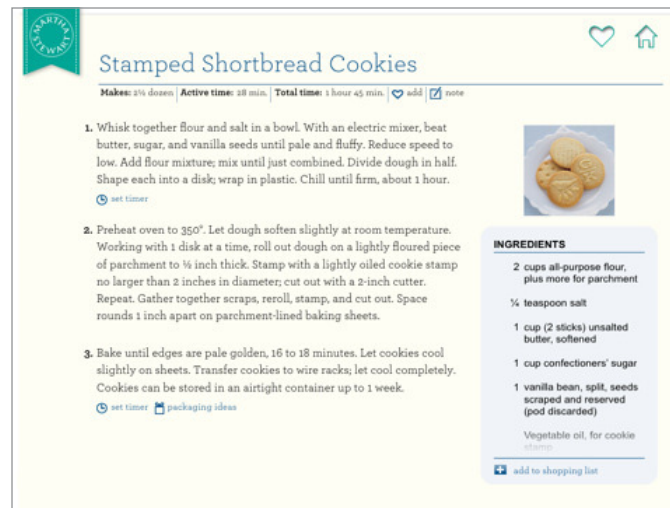 MARTHA
STEWART
Stamped Shortbread Cookies
Makes: 2½ dozen | Active time: 28 min. | Total time: 1 hour 45 min. | add | note
1. Whisk together flour and salt in a bowl. With an electric mixer, beat
butter, sugar, and vanilla seeds until pale and fluffy. Reduce speed to
low. Add flour mixture; mix until just combined. Divide dough in half.
Shape each into a disk; wrap in plastic. Chill until firm, about 1 hour.
set timer
2. Preheat oven to 350°. Let dough soften slightly at room temperature.
Working with 1 disk at a time, roll out dough on a lightly floured piece
of parchment to ⅛ inch thick. Stamp with a lightly oiled cookie stamp
no larger than 2 inches in diameter; cut out with a 2-inch cutter.
Repeat. Gather together scraps, reroll, stamp, and cut out. Space
rounds 1 inch apart on parchment-lined baking sheets.
3. Bake until edges are pale golden, 16 to 18 minutes. Let cookies cool
slightly on sheets. Transfer cookies to wire racks; let cool completely.
Cookies can be stored in an airtight container up to 1 week.
set timer packaging ideas
INGREDIENTS
2 cups all-purpose flour,
plus more for parchment
¼ teaspoon salt
1 cup (2 sticks) unsalted
butter, softened
1 cup confectioners' sugar
1 vanilla bean, split, seeds
scraped and reserved
(pod discarded)
Vegetable oil, for cookie
stamp
add to shopping list